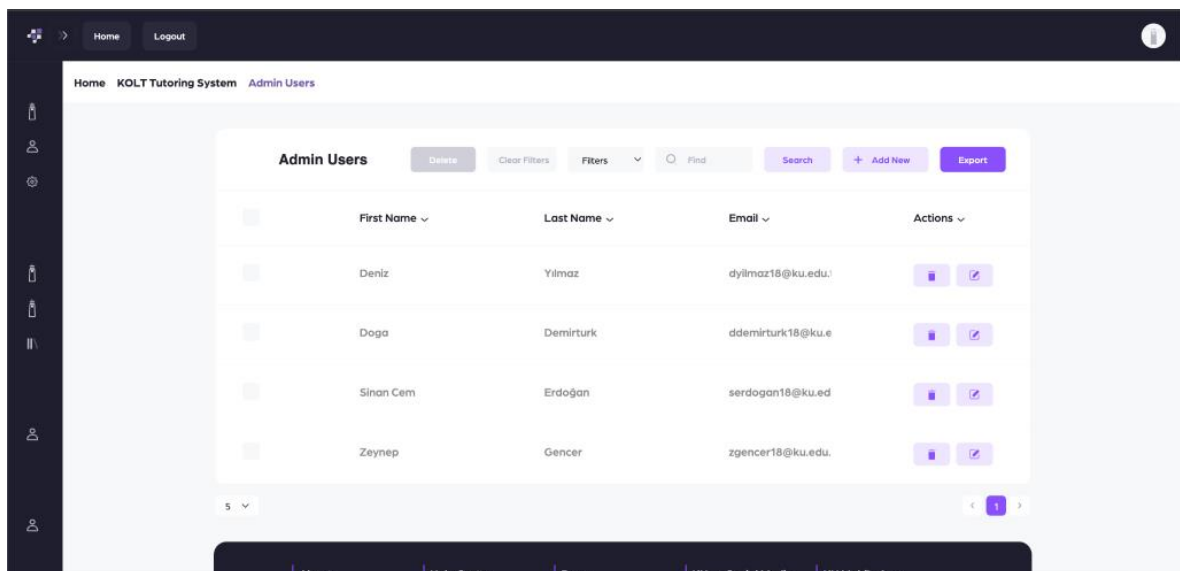 Home Logout
Home KOLT Tutoring System Admin Users
Admin Users Delete Clear Filters Filters Find Search + Add New Export
First Name Last Name Email Actions
Deniz Yılmaz dyilmaz18@ku.edu.
Doga Demirturk ddemirturk18@ku.e
Sinan Cem Erdoğan serdogan18@ku.ed
Zeynep Gencer zgencer18@ku.edu.
5 1